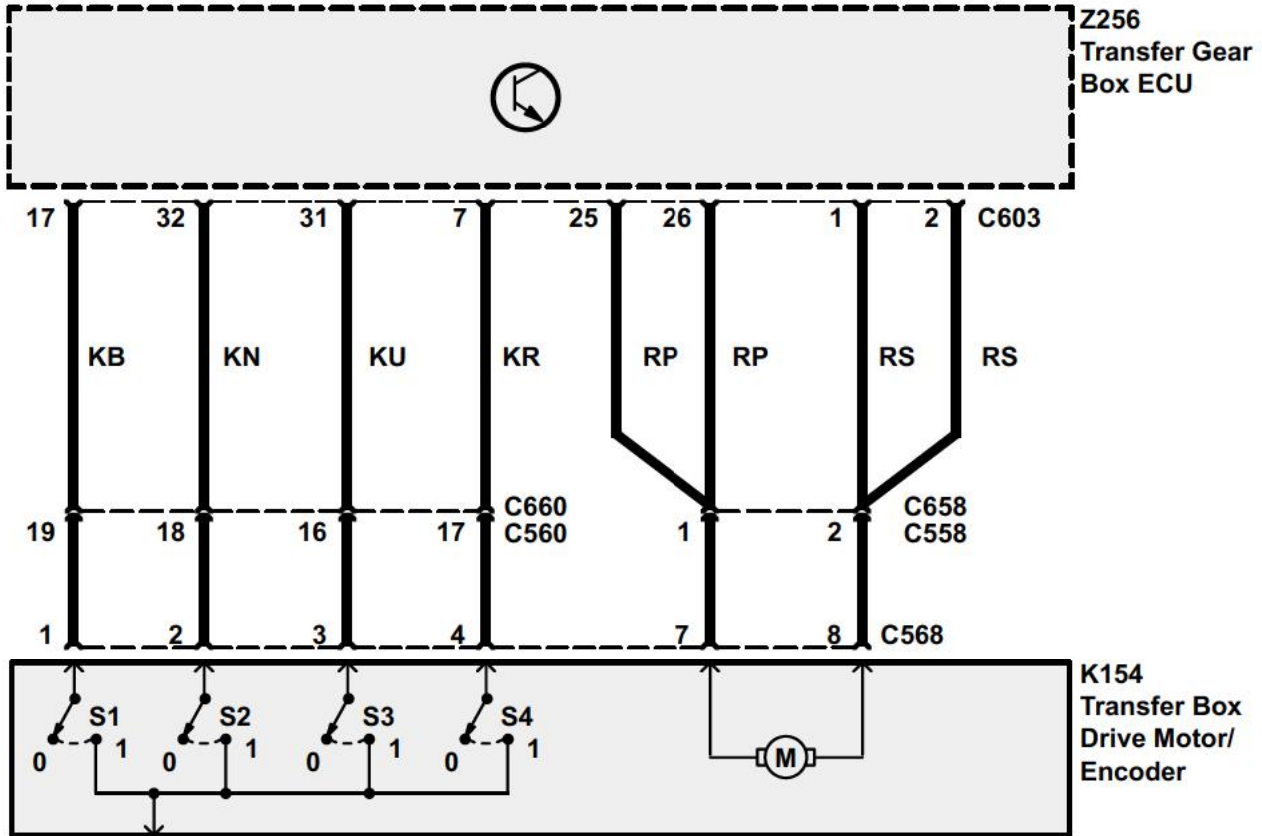 Z256
Transfer Gear
Box ECU
17 32 31 7 25 26 1 2 C603
KB KN KU KR RP RP RS RS
C660 C658
19 18 16 17 C560 1 2 C558
1 2 3 4 7 8 C568
K154
Transfer Box
Drive Motor/
Encoder
S1 S2 S3 S4
0 1 0 1 0 1 0 1
M